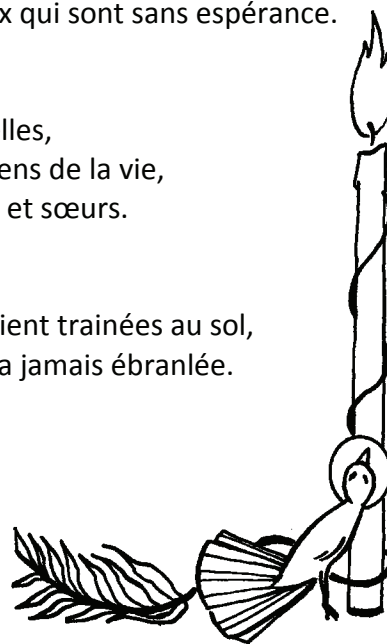 qui sont sans espérance.
lles,
ens de la vie,
et sœurs.
ient trainées au sol,
a jamais ébranlée.